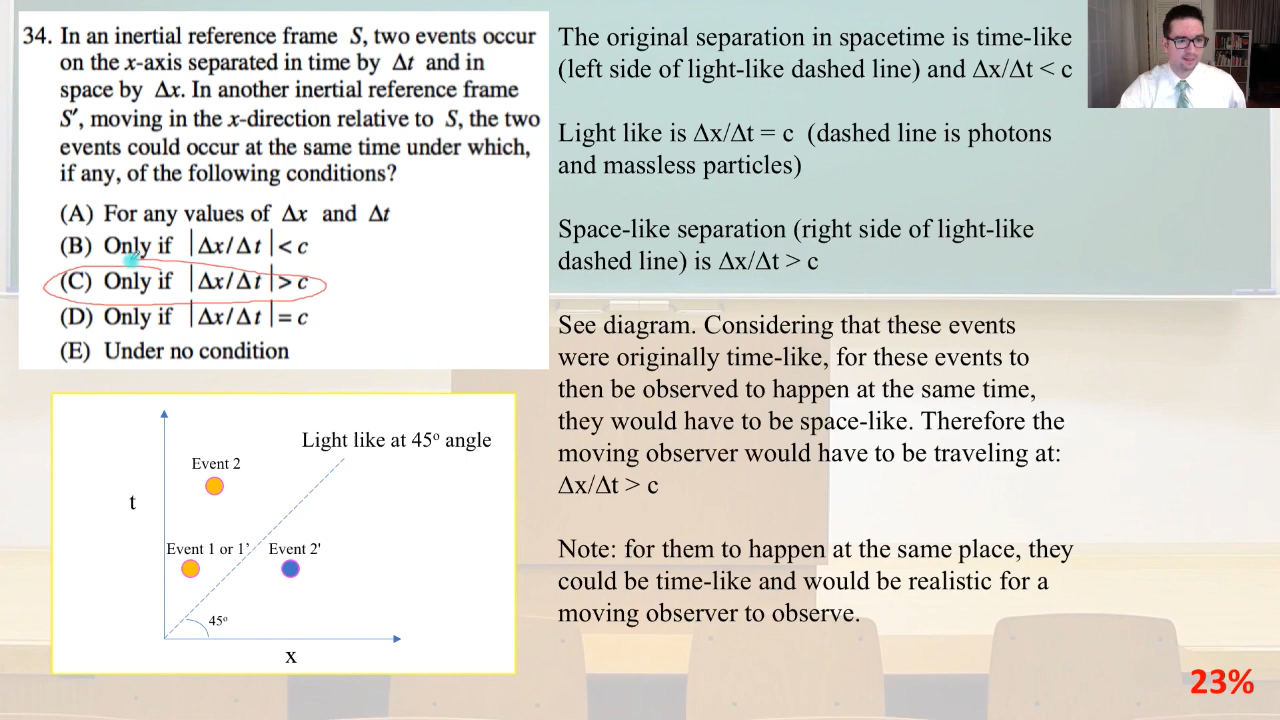 34. In an inertial reference frame S, two events occur
on the x-axis separated in time by Δt and in
space by Δx. In another inertial reference frame
S′, moving in the x-direction relative to S, the two
events could occur at the same time under which,
if any, of the following conditions?
(A) For any values of Δx and Δt
(B) Only if |Δx/Δt| < c
(C) Only if |Δx/Δt| > c
(D) Only if |Δx/Δt| = c
(E) Under no condition
Light like at 45° angle
Event 2
t
Event 1 or 1’
Event 2'
45°
x
The original separation in spacetime is time-like
(left side of light-like dashed line) and Δx/Δt < c
Light like is Δx/Δt = c (dashed line is photons
and massless particles)
Space-like separation (right side of light-like
dashed line) is Δx/Δt > c
See diagram. Considering that these events
were originally time-like, for these events to
then be observed to happen at the same time,
they would have to be space-like. Therefore the
moving observer would have to be traveling at:
Δx/Δt > c
Note: for them to happen at the same place, they
could be time-like and would be realistic for a
moving observer to observe.
23%